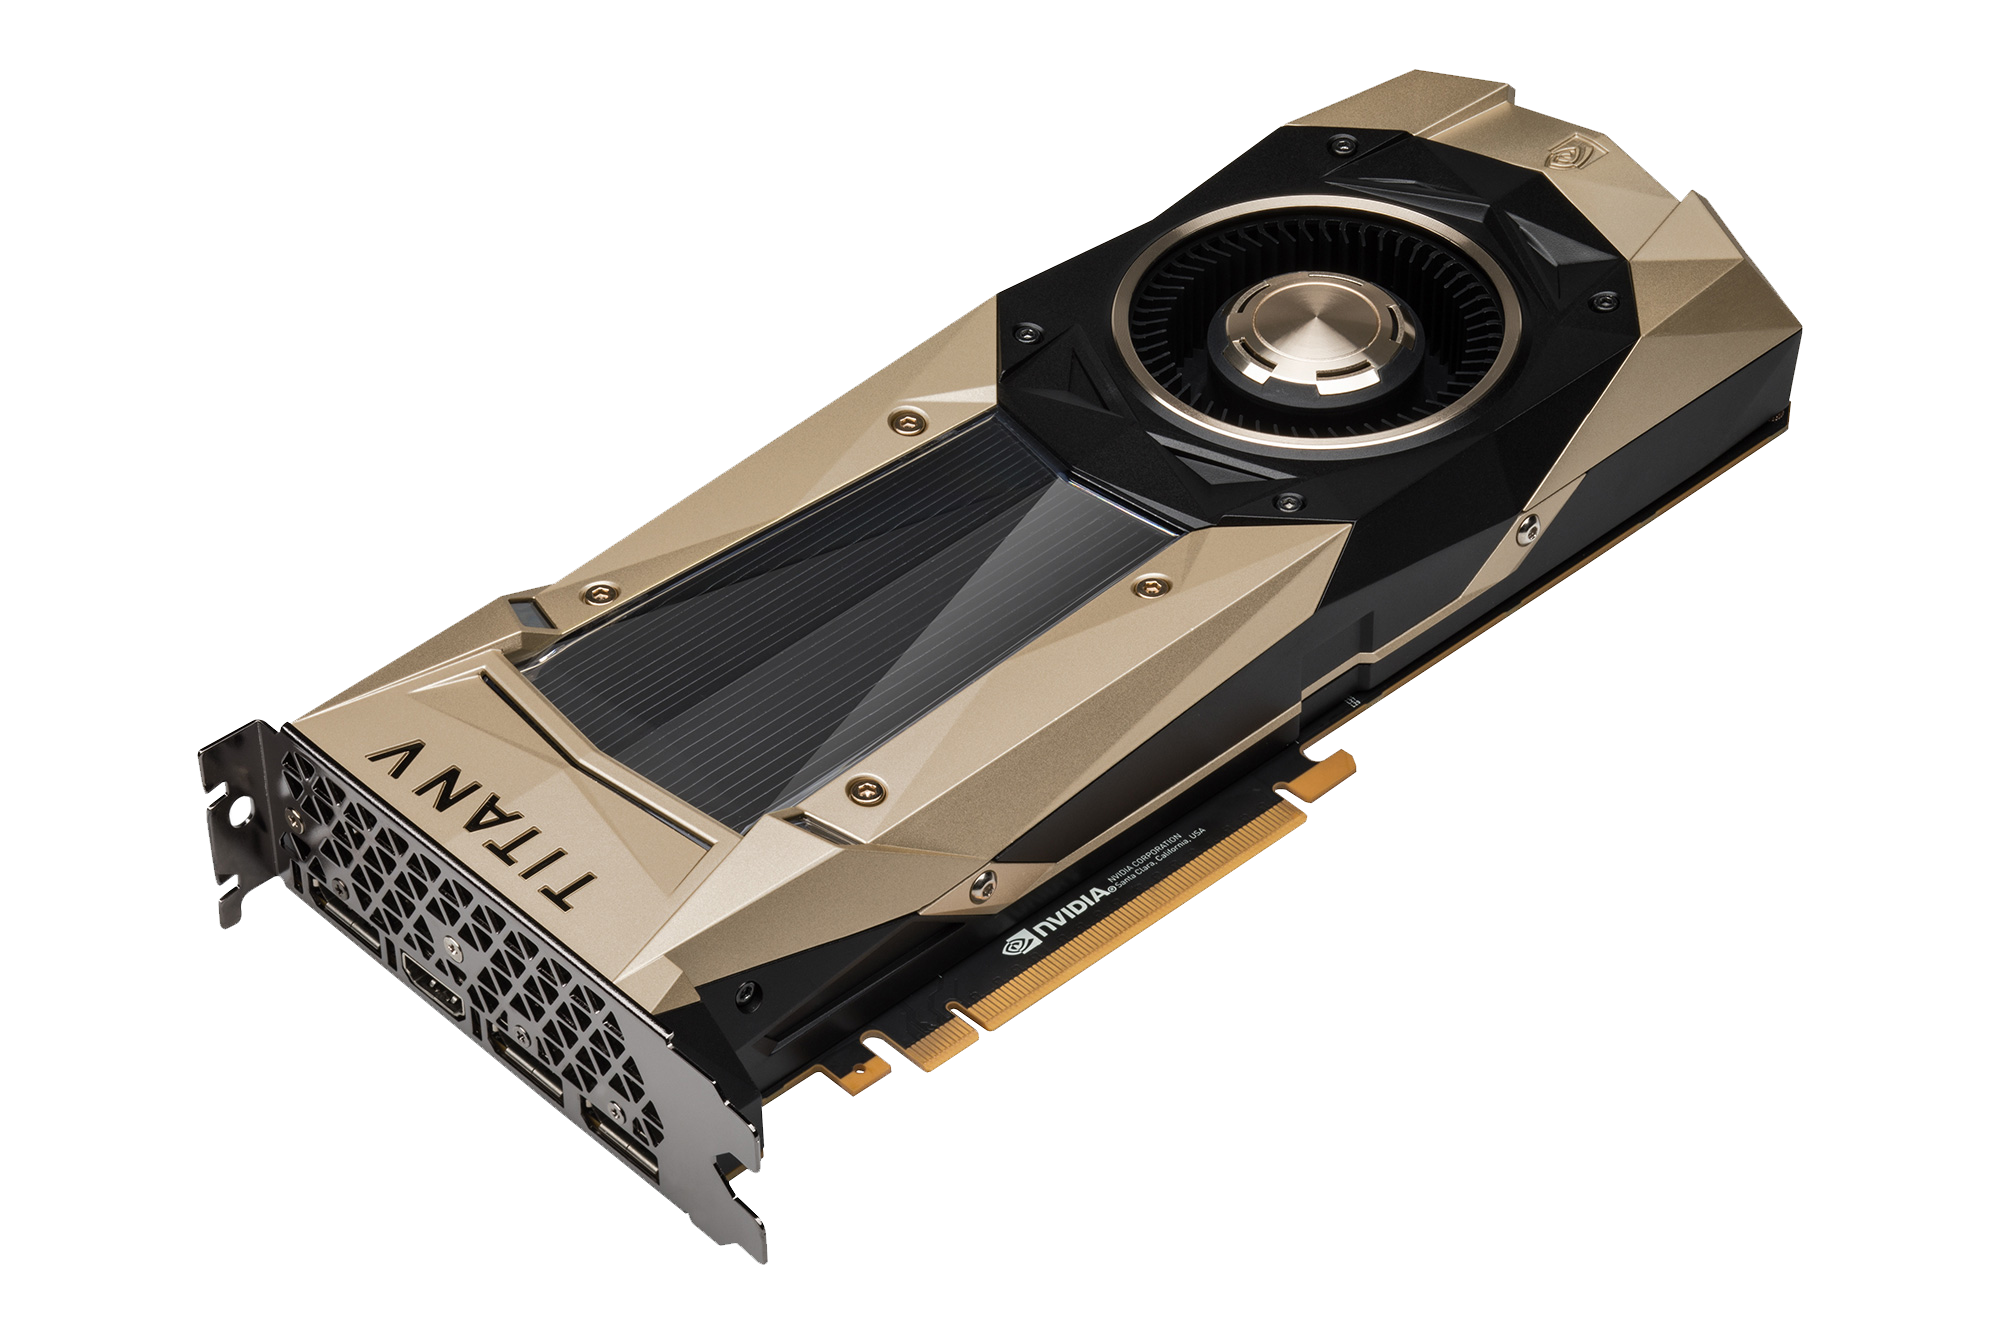 TITAN V
NVIDIA
NVIDIA CORPORATION
Santa Clara, California, USA